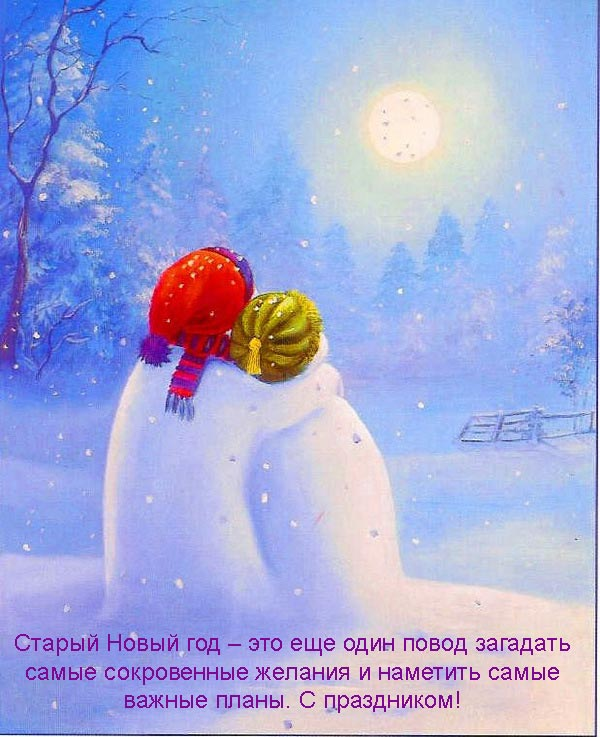 Старый Новый год – это еще один повод загадать
самые сокровенные желания и наметить самые
важные планы. С праздником!